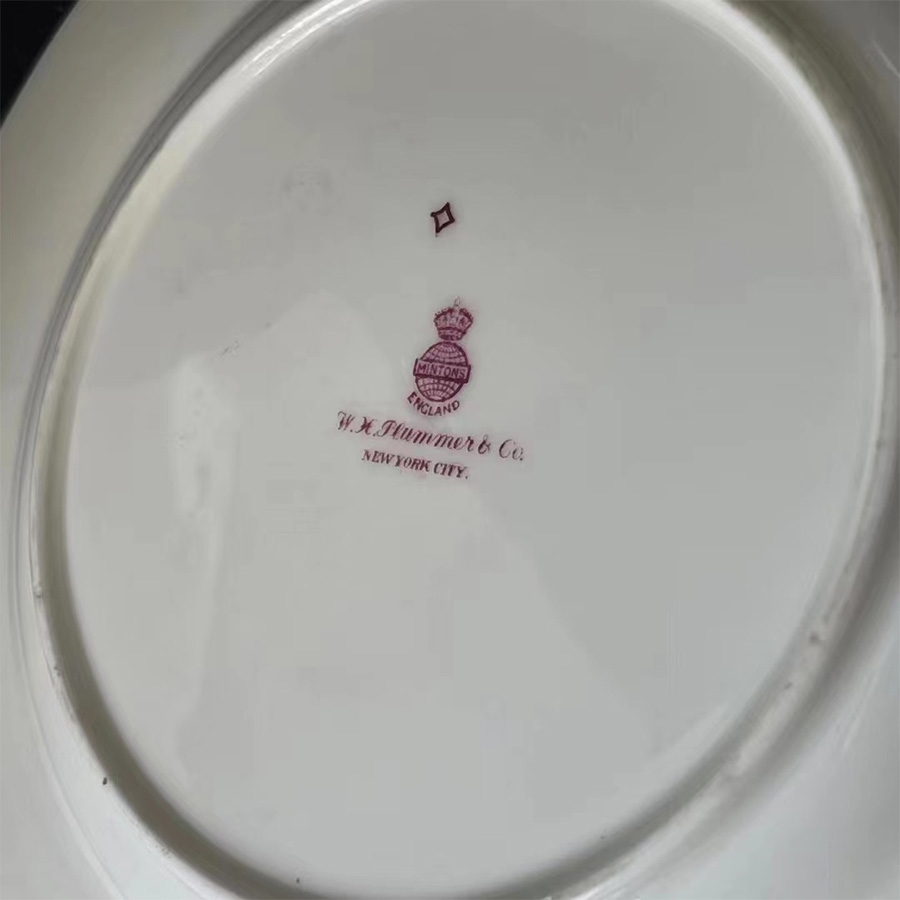 MINTONS
ENGLAND
W.H.Plummer & Co.
NEW YORK CITY.